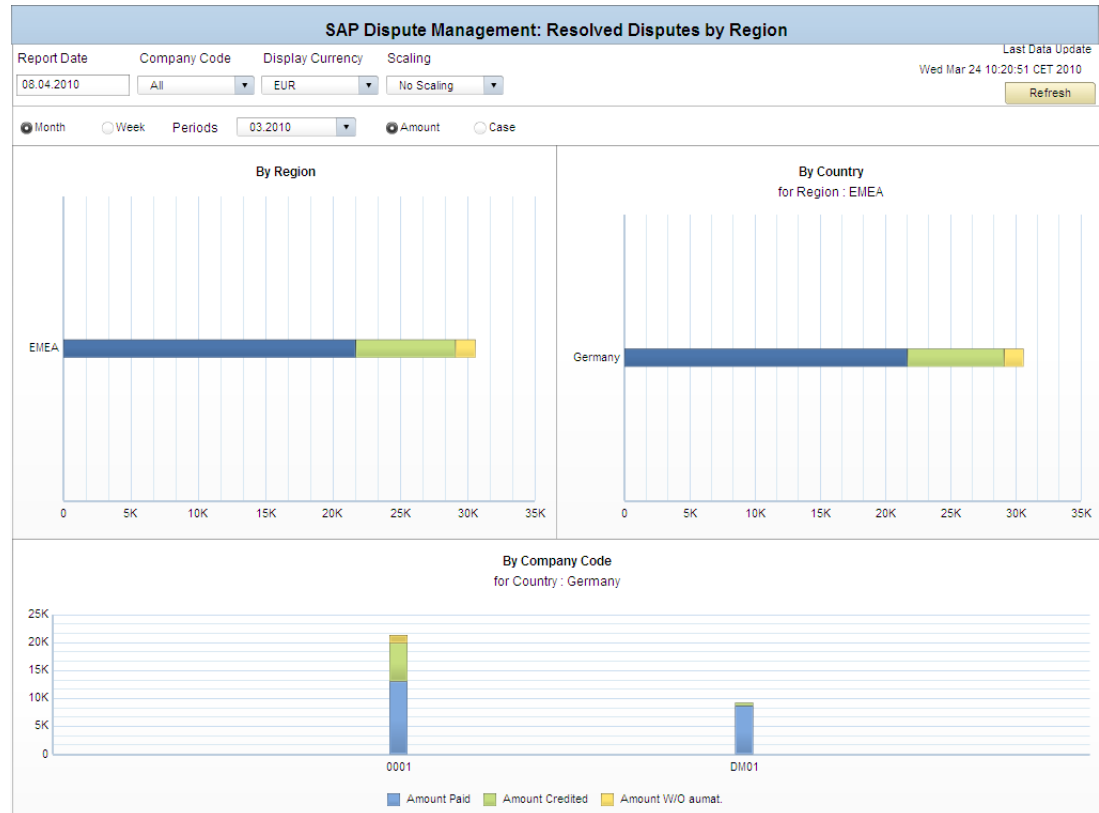 SAP Dispute Management: Resolved Disputes by Region
Report Date Company Code Display Currency Scaling Last Data Update
Wed Mar 24 10:20:51 CET 2010
08.04.2010 All EUR No Scaling Refresh
Month Week Periods 03.2010 Amount Case
By Region
EMEA
0 5K 10K 15K 20K 25K 30K 35K
By Country
for Region : EMEA
Germany
0 5K 10K 15K 20K 25K 30K 35K
By Company Code
for Country : Germany
25K
20K
15K
10K
5K
0
0001 DM01
Amount Paid Amount Credited Amount W/O aumat.